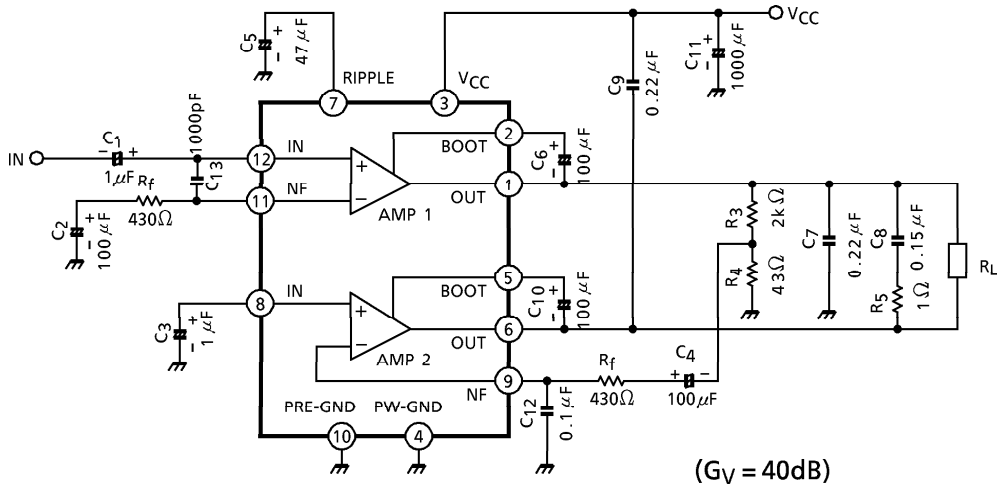 C5
47μF
RIPPLE
7
VCC
3
C9
0.22μF
C11
1000μF
VCC
IN
C1
1μF
1000pF
C13
12
IN
NF
11
Rf
430Ω
C2
100μF
AMP 1
BOOT
2
OUT
1
C6
100μF
R3
2kΩ
R4
43Ω
C7
0.22μF
C8
0.15μF
R5
1Ω
RL
C3
1μF
8
IN
AMP 2
BOOT
5
OUT
6
C10
100μF
NF
9
C12
0.1μF
Rf
430Ω
C4
100μF
PRE-GND
PW-GND
10
4
(GV = 40dB)